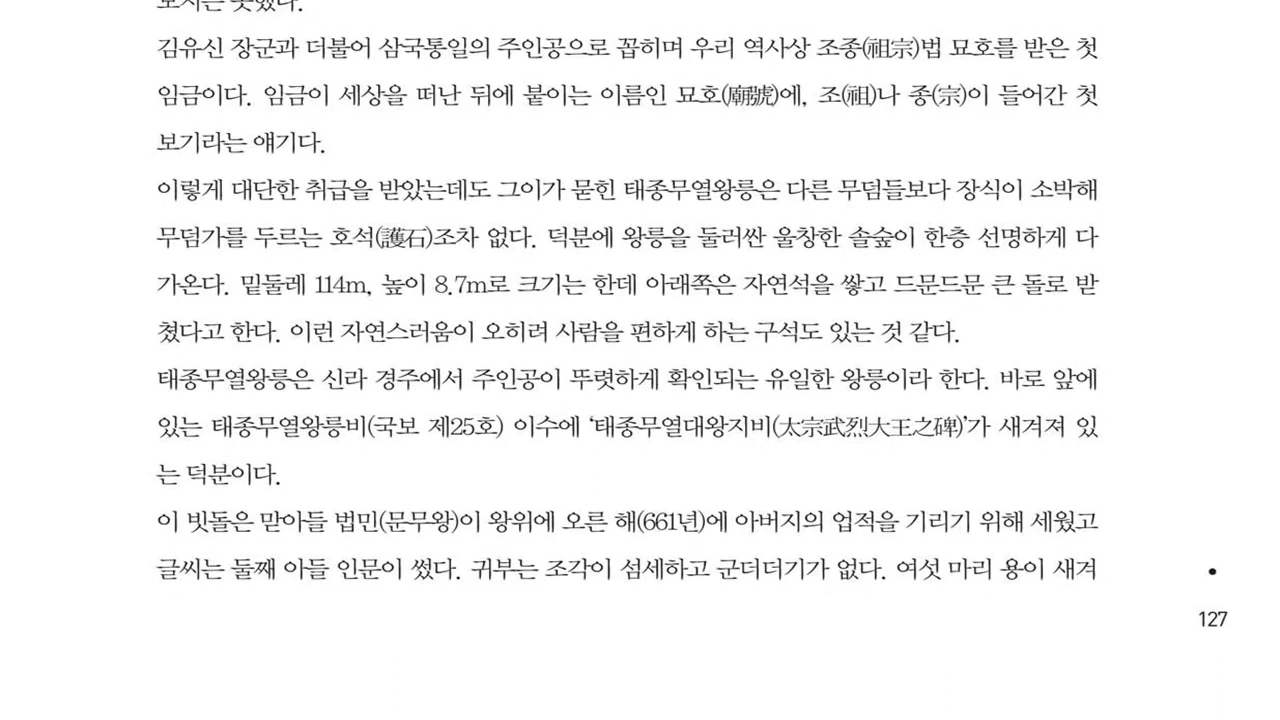 김유신 장군과 더불어 삼국통일의 주인공으로 꼽히며 우리 역사상 조종(祖宗)법 묘호를 받은 첫
임금이다. 임금이 세상을 떠난 뒤에 붙이는 이름인 묘호(廟號)에, 조(祖)나 종(宗)이 들어간 첫
보기라는 얘기다.
이렇게 대단한 취급을 받았는데도 그이가 묻힌 태종무열왕릉은 다른 무덤들보다 장식이 소박해
무덤가를 두르는 호석(護石)조차 없다. 덕분에 왕릉을 둘러싼 울창한 솔숲이 한층 선명하게 다
가온다. 밑둘레 114m, 높이 8.7m로 크기는 한데 아래쪽은 자연석을 쌓고 드문드문 큰 돌로 받
쳤다고 한다. 이런 자연스러움이 오히려 사람을 편하게 하는 구석도 있는 것 같다.
태종무열왕릉은 신라 경주에서 주인공이 뚜렷하게 확인되는 유일한 왕릉이라 한다. 바로 앞에
있는 태종무열왕릉비(국보 제25호) 이수에 ‘태종무열대왕지비(太宗武烈大王之碑)’가 새겨져 있
는 덕분이다.
이 빗돌은 맏아들 법민(문무왕)이 왕위에 오른 해(661년)에 아버지의 업적을 기리기 위해 세웠고
글씨는 둘째 아들 인문이 썼다. 귀부는 조각이 섬세하고 군더더기가 없다. 여섯 마리 용이 새겨
127